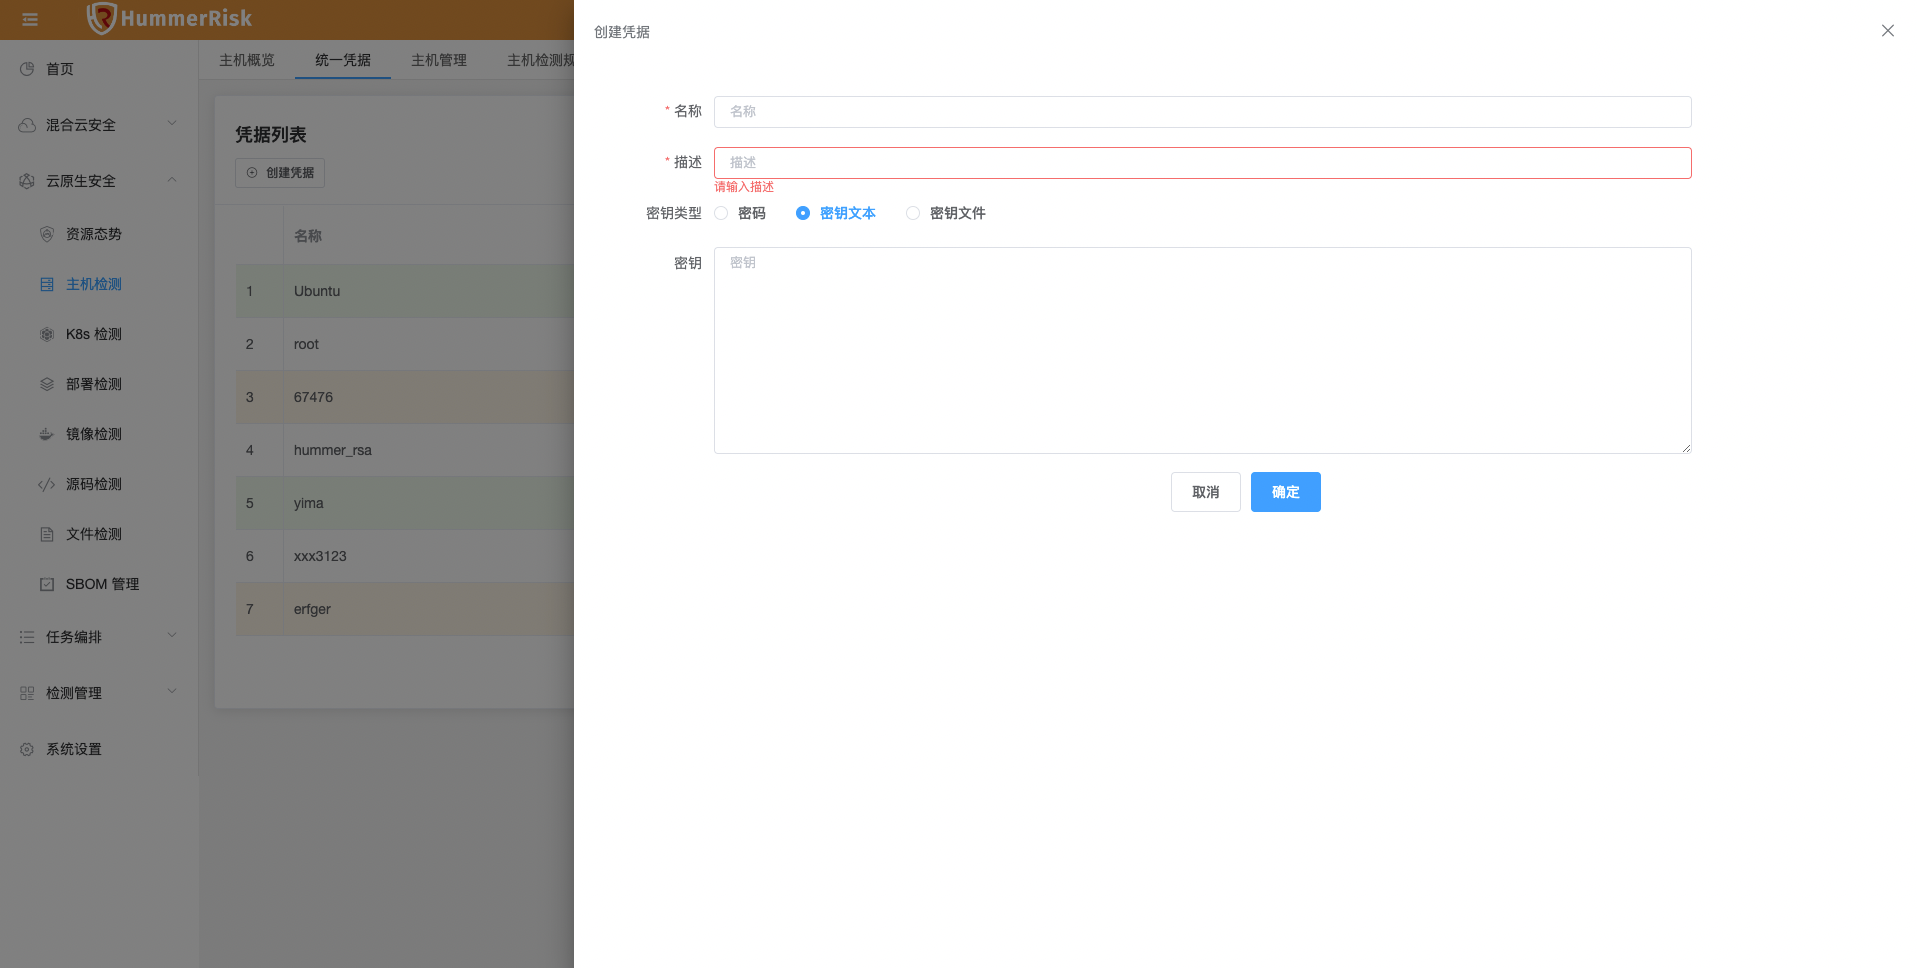 HummerRisk
首页
混合云安全
云原生安全
资源态势
主机检测
K8s 检测
部署检测
镜像检测
源码检测
文件检测
SBOM 管理
任务编排
检测管理
系统设置
主机概览
统一凭据
主机管理
主机检测规
凭据列表
创建凭据
名称
1 Ubuntu
2 root
3 67476
4 hummer_rsa
5 yima
6 xxx3123
7 erfger
创建凭据
* 名称 名称
* 描述 描述
请输入描述
密钥类型 密码 密钥文本 密钥文件
密钥 密钥
取消 确定